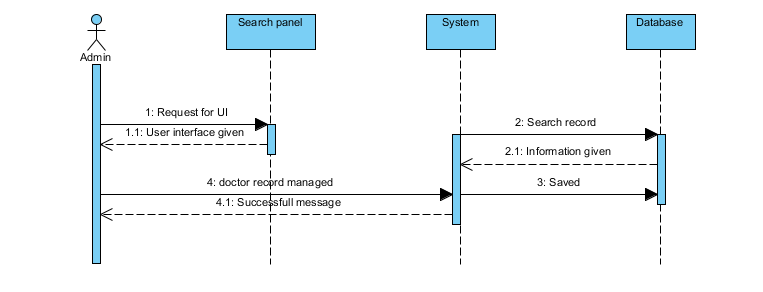 Search panel
System
Database
Admin
1: Request for UI
2: Search record
1.1: User interface given
2.1: Information given
4: doctor record managed
3: Saved
4.1: Successfull message